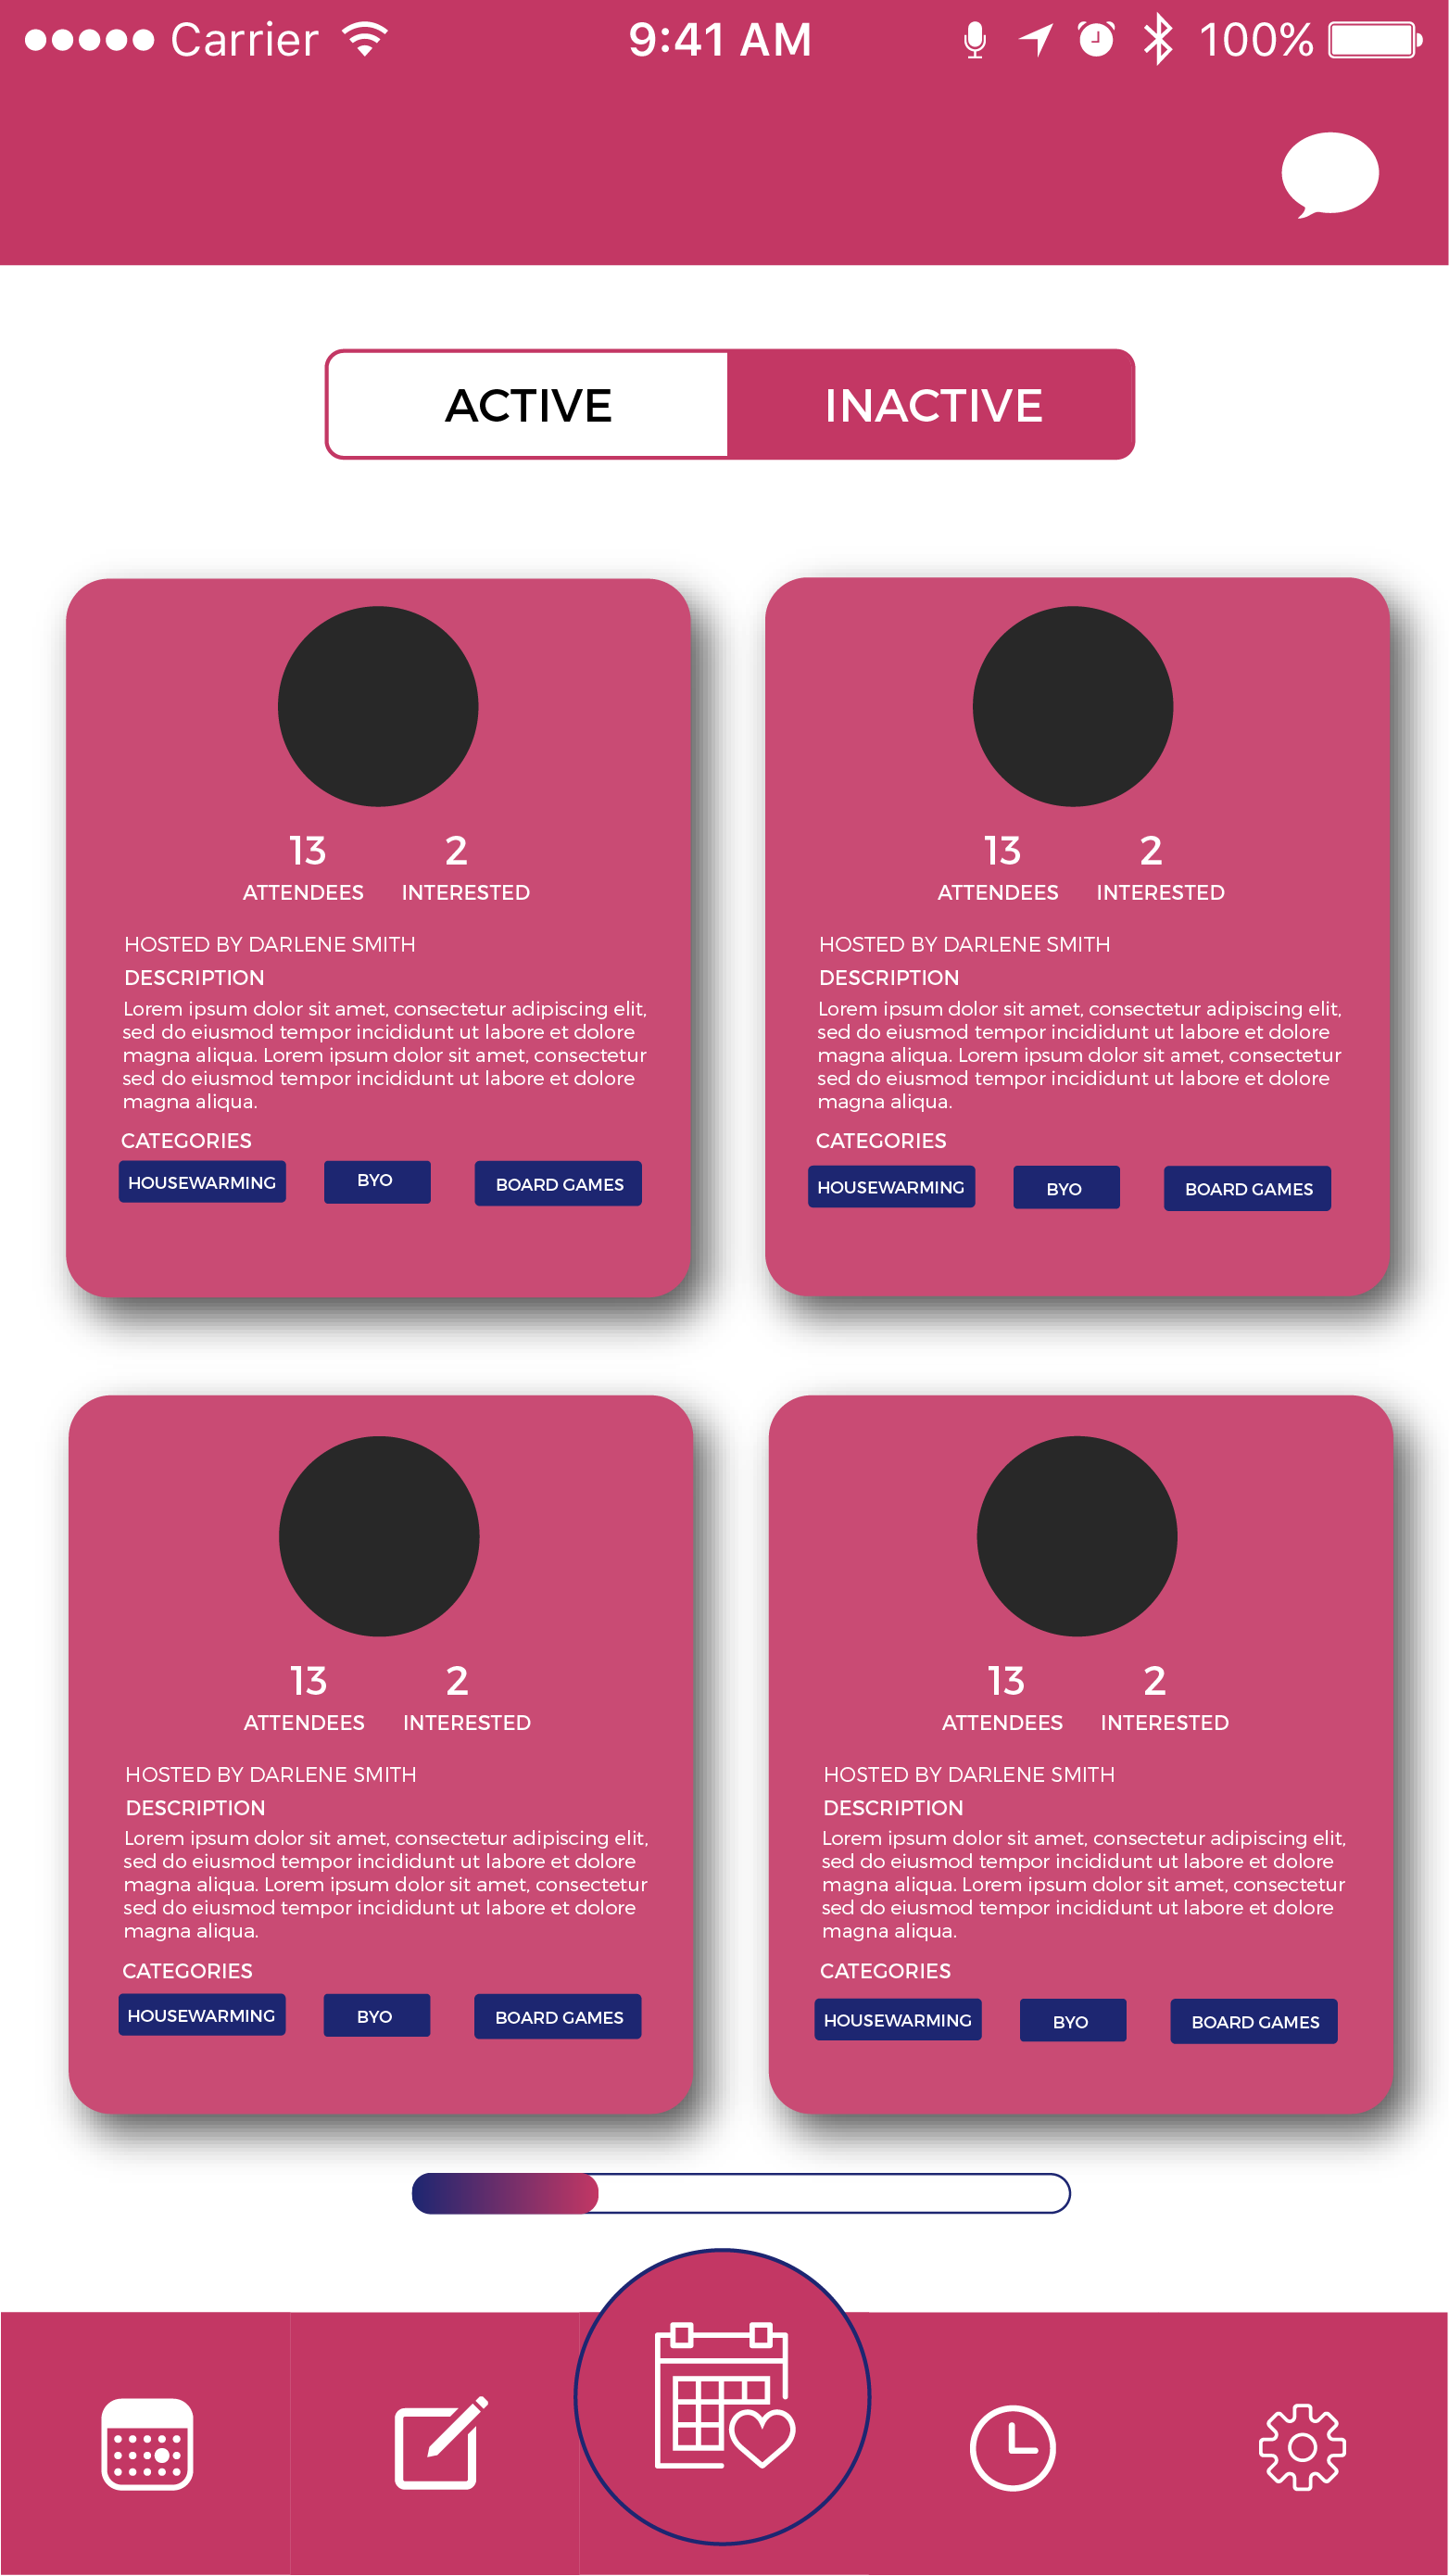 Carrier 9:41 AM 100%
ACTIVE INACTIVE
13 2
ATTENDEES INTERESTED
HOSTED BY DARLENE SMITH
DESCRIPTION
Lorem ipsum dolor sit amet, consectetur adipiscing elit,
sed do eiusmod tempor incididunt ut labore et dolore
magna aliqua. Lorem ipsum dolor sit amet, consectetur
sed do eiusmod tempor incididunt ut labore et dolore
magna aliqua.
CATEGORIES
HOUSEWARMING BYO BOARD GAMES
13 2
ATTENDEES INTERESTED
HOSTED BY DARLENE SMITH
DESCRIPTION
Lorem ipsum dolor sit amet, consectetur adipiscing elit,
sed do eiusmod tempor incididunt ut labore et dolore
magna aliqua. Lorem ipsum dolor sit amet, consectetur
sed do eiusmod tempor incididunt ut labore et dolore
magna aliqua.
CATEGORIES
HOUSEWARMING BYO BOARD GAMES
13 2
ATTENDEES INTERESTED
HOSTED BY DARLENE SMITH
DESCRIPTION
Lorem ipsum dolor sit amet, consectetur adipiscing elit,
sed do eiusmod tempor incididunt ut labore et dolore
magna aliqua. Lorem ipsum dolor sit amet, consectetur
sed do eiusmod tempor incididunt ut labore et dolore
magna aliqua.
CATEGORIES
HOUSEWARMING BYO BOARD GAMES
13 2
ATTENDEES INTERESTED
HOSTED BY DARLENE SMITH
DESCRIPTION
Lorem ipsum dolor sit amet, consectetur adipiscing elit,
sed do eiusmod tempor incididunt ut labore et dolore
magna aliqua. Lorem ipsum dolor sit amet, consectetur
sed do eiusmod tempor incididunt ut labore et dolore
magna aliqua.
CATEGORIES
HOUSEWARMING BYO BOARD GAMES